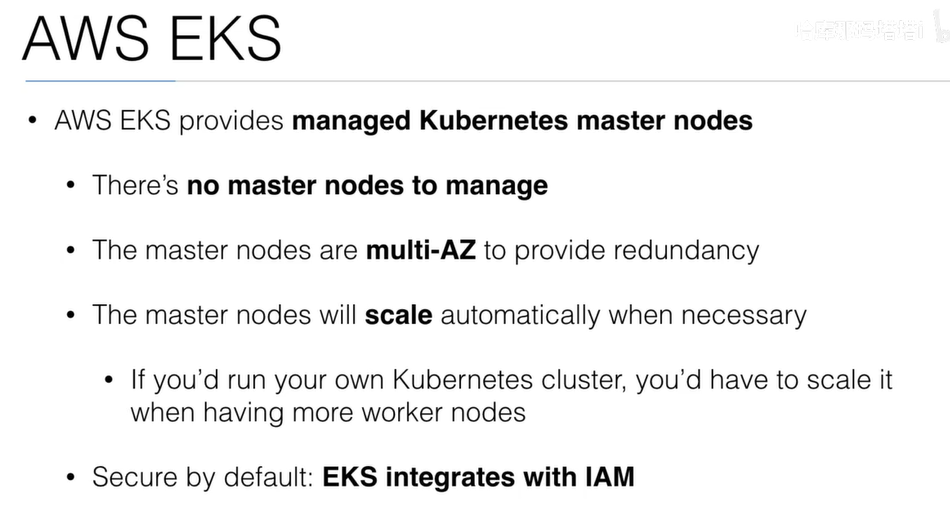 AWS EKS
• AWS EKS provides managed Kubernetes master nodes
• There's no master nodes to manage
• The master nodes are multi-AZ to provide redundancy
• The master nodes will scale automatically when necessary
• If you'd run your own Kubernetes cluster, you'd have to scale it
when having more worker nodes
• Secure by default: EKS integrates with IAM